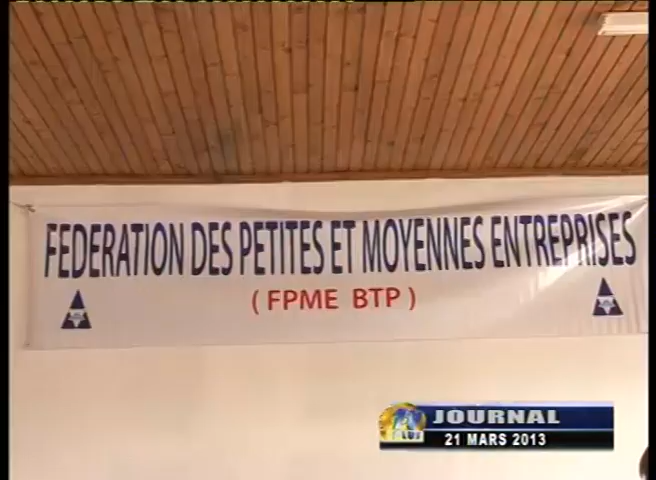 FEDERATION DES PETITES ET MOYENNES ENTREPRISES
( FPME BTP )
JOURNAL
21 MARS 2013